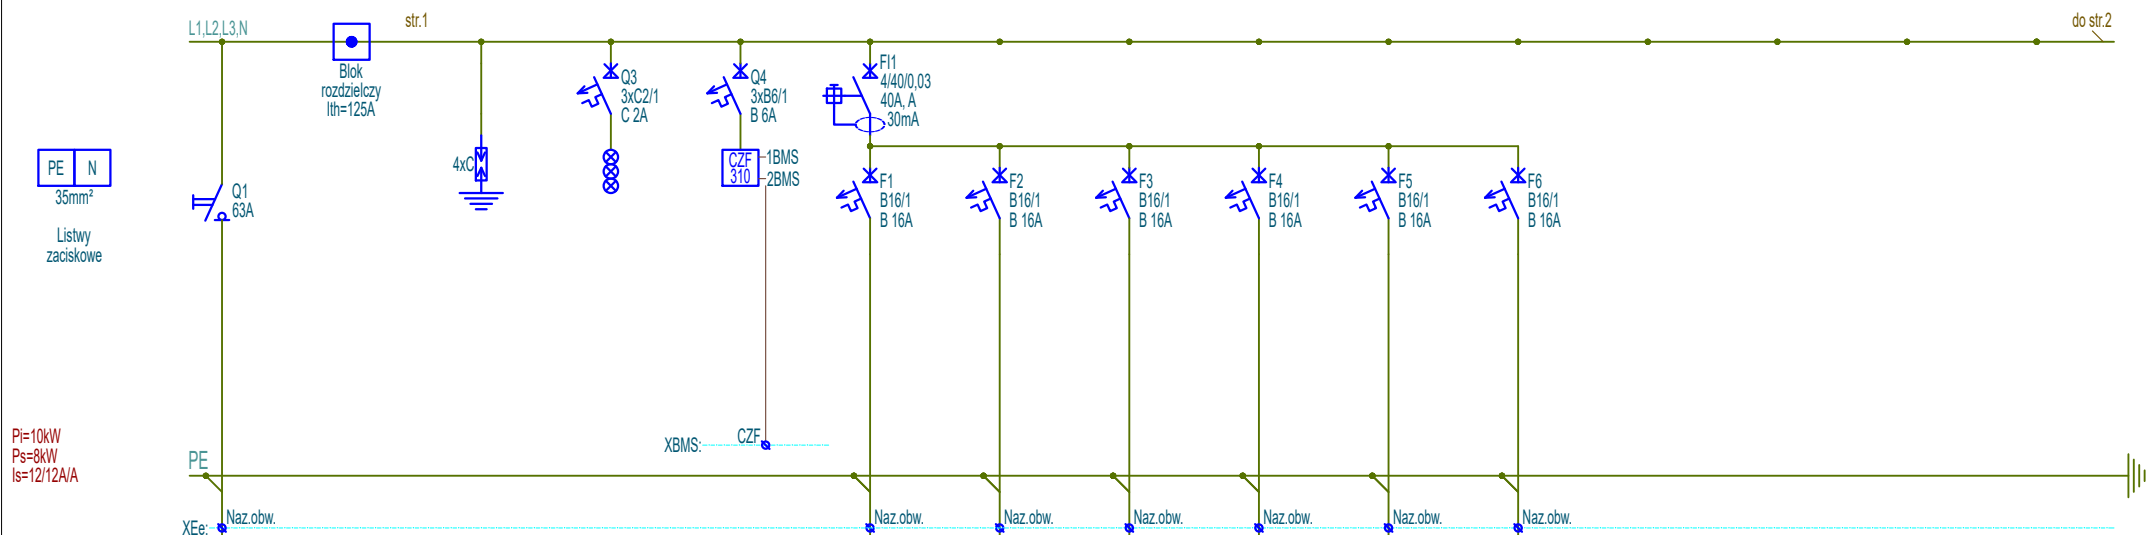 L1,L2,L3,N
str.1
do str.2
Blok
rozdzielczy
Ith=125A
Q3
3xC2/1
C 2A
Q4
3xB6/1
B 6A
FI1
4/40/0,03
40A, A
30mA
PE N
35mm²
Listwy
zaciskowe
Q1
63A
4xC
CZF
310
1BMS
2BMS
F1
B16/1
B 16A
F2
B16/1
B 16A
F3
B16/1
B 16A
F4
B16/1
B 16A
F5
B16/1
B 16A
F6
B16/1
B 16A
Pi=10kW
Ps=8kW
Is=12/12A/A
XBMS: CZF
PE
XEe: Naz.obw. Naz.obw. Naz.obw. Naz.obw. Naz.obw. Naz.obw. Naz.obw.